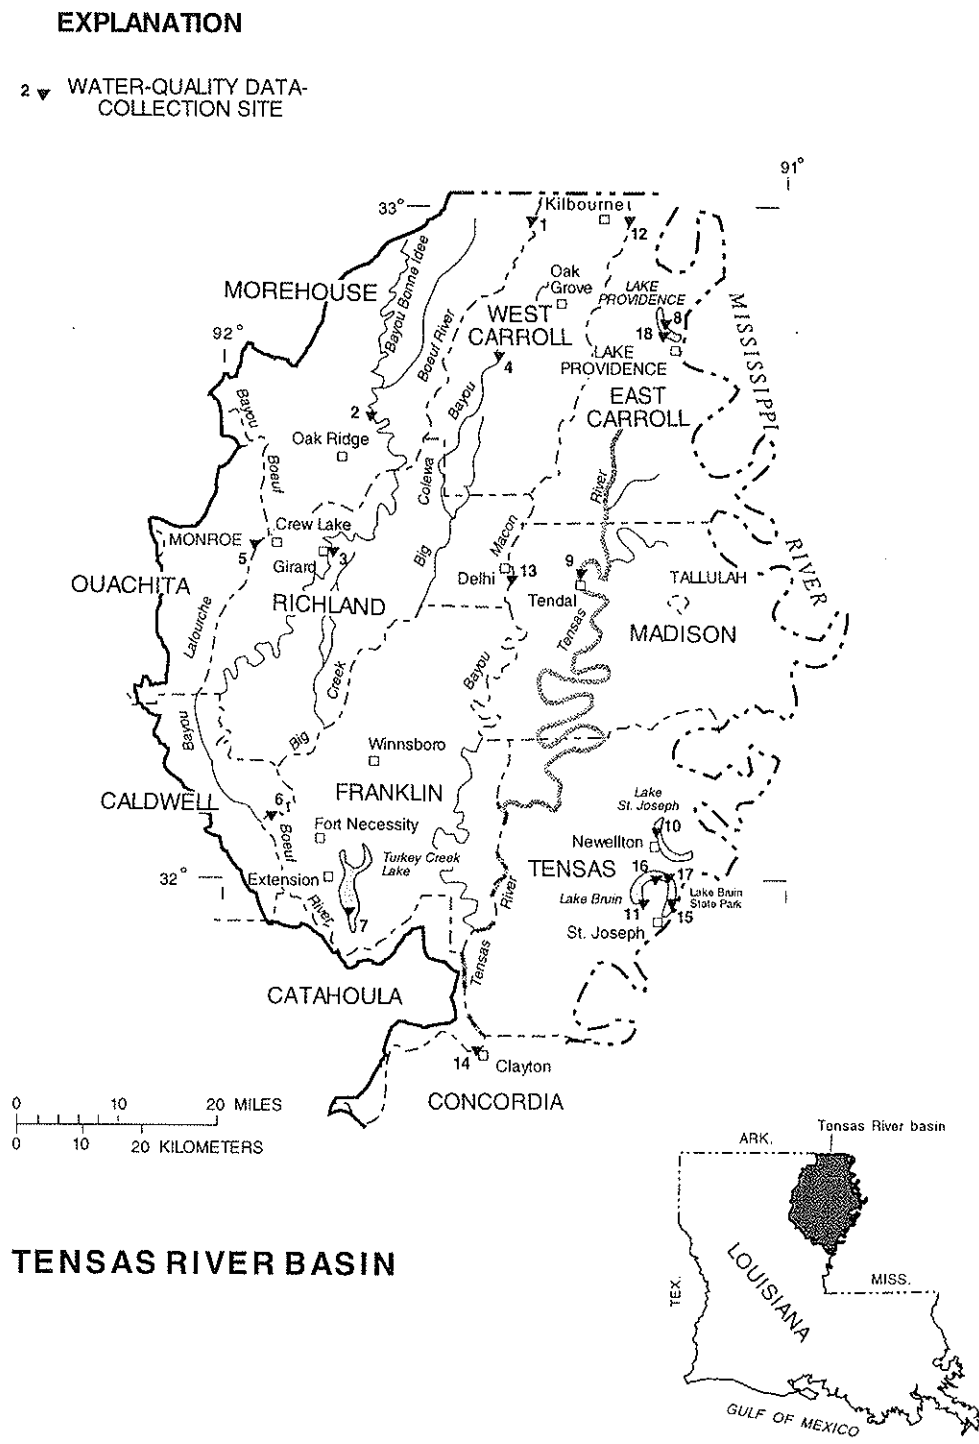 EXPLANATION
2 WATER-QUALITY DATA-
COLLECTION SITE
91°
33°
Kilbourne
1
12
Bayou Bonne Idee
Oak
Grove
LAKE
PROVIDENCE
MOREHOUSE
MISSISSIPPI
WEST
CARROLL
8
18
92°
Boeuf River
4
LAKE
PROVIDENCE
Bayou
EAST
CARROLL
Bayou
2
Oak Ridge
Boeuf
Colewa
River
Crew Lake
MONROE
5
Girard
3
Big
Macon
Delhi
13
9
Tendal
RIVER
TALLULAH
OUACHITA
RICHLAND
Lafourche
Tensas
MADISON
Creek
Bayou
Bayou
Big
Winnsboro
CALDWELL
FRANKLIN
6
Boeuf
Fort Necessity
Lake
St. Joseph
10
Newellton
Turkey Creek
Lake
TENSAS
16
17
32°
Extension
River
Lake Bruin
Lake Bruin
State Park
River
7
11
15
St. Joseph
Tensas
CATAHOULA
14
Clayton
CONCORDIA
0 10 20 MILES
0 10 20 KILOMETERS
TENSAS RIVER BASIN
Tensas River basin
ARK.
TEX.
LOUISIANA
MISS.
GULF OF MEXICO